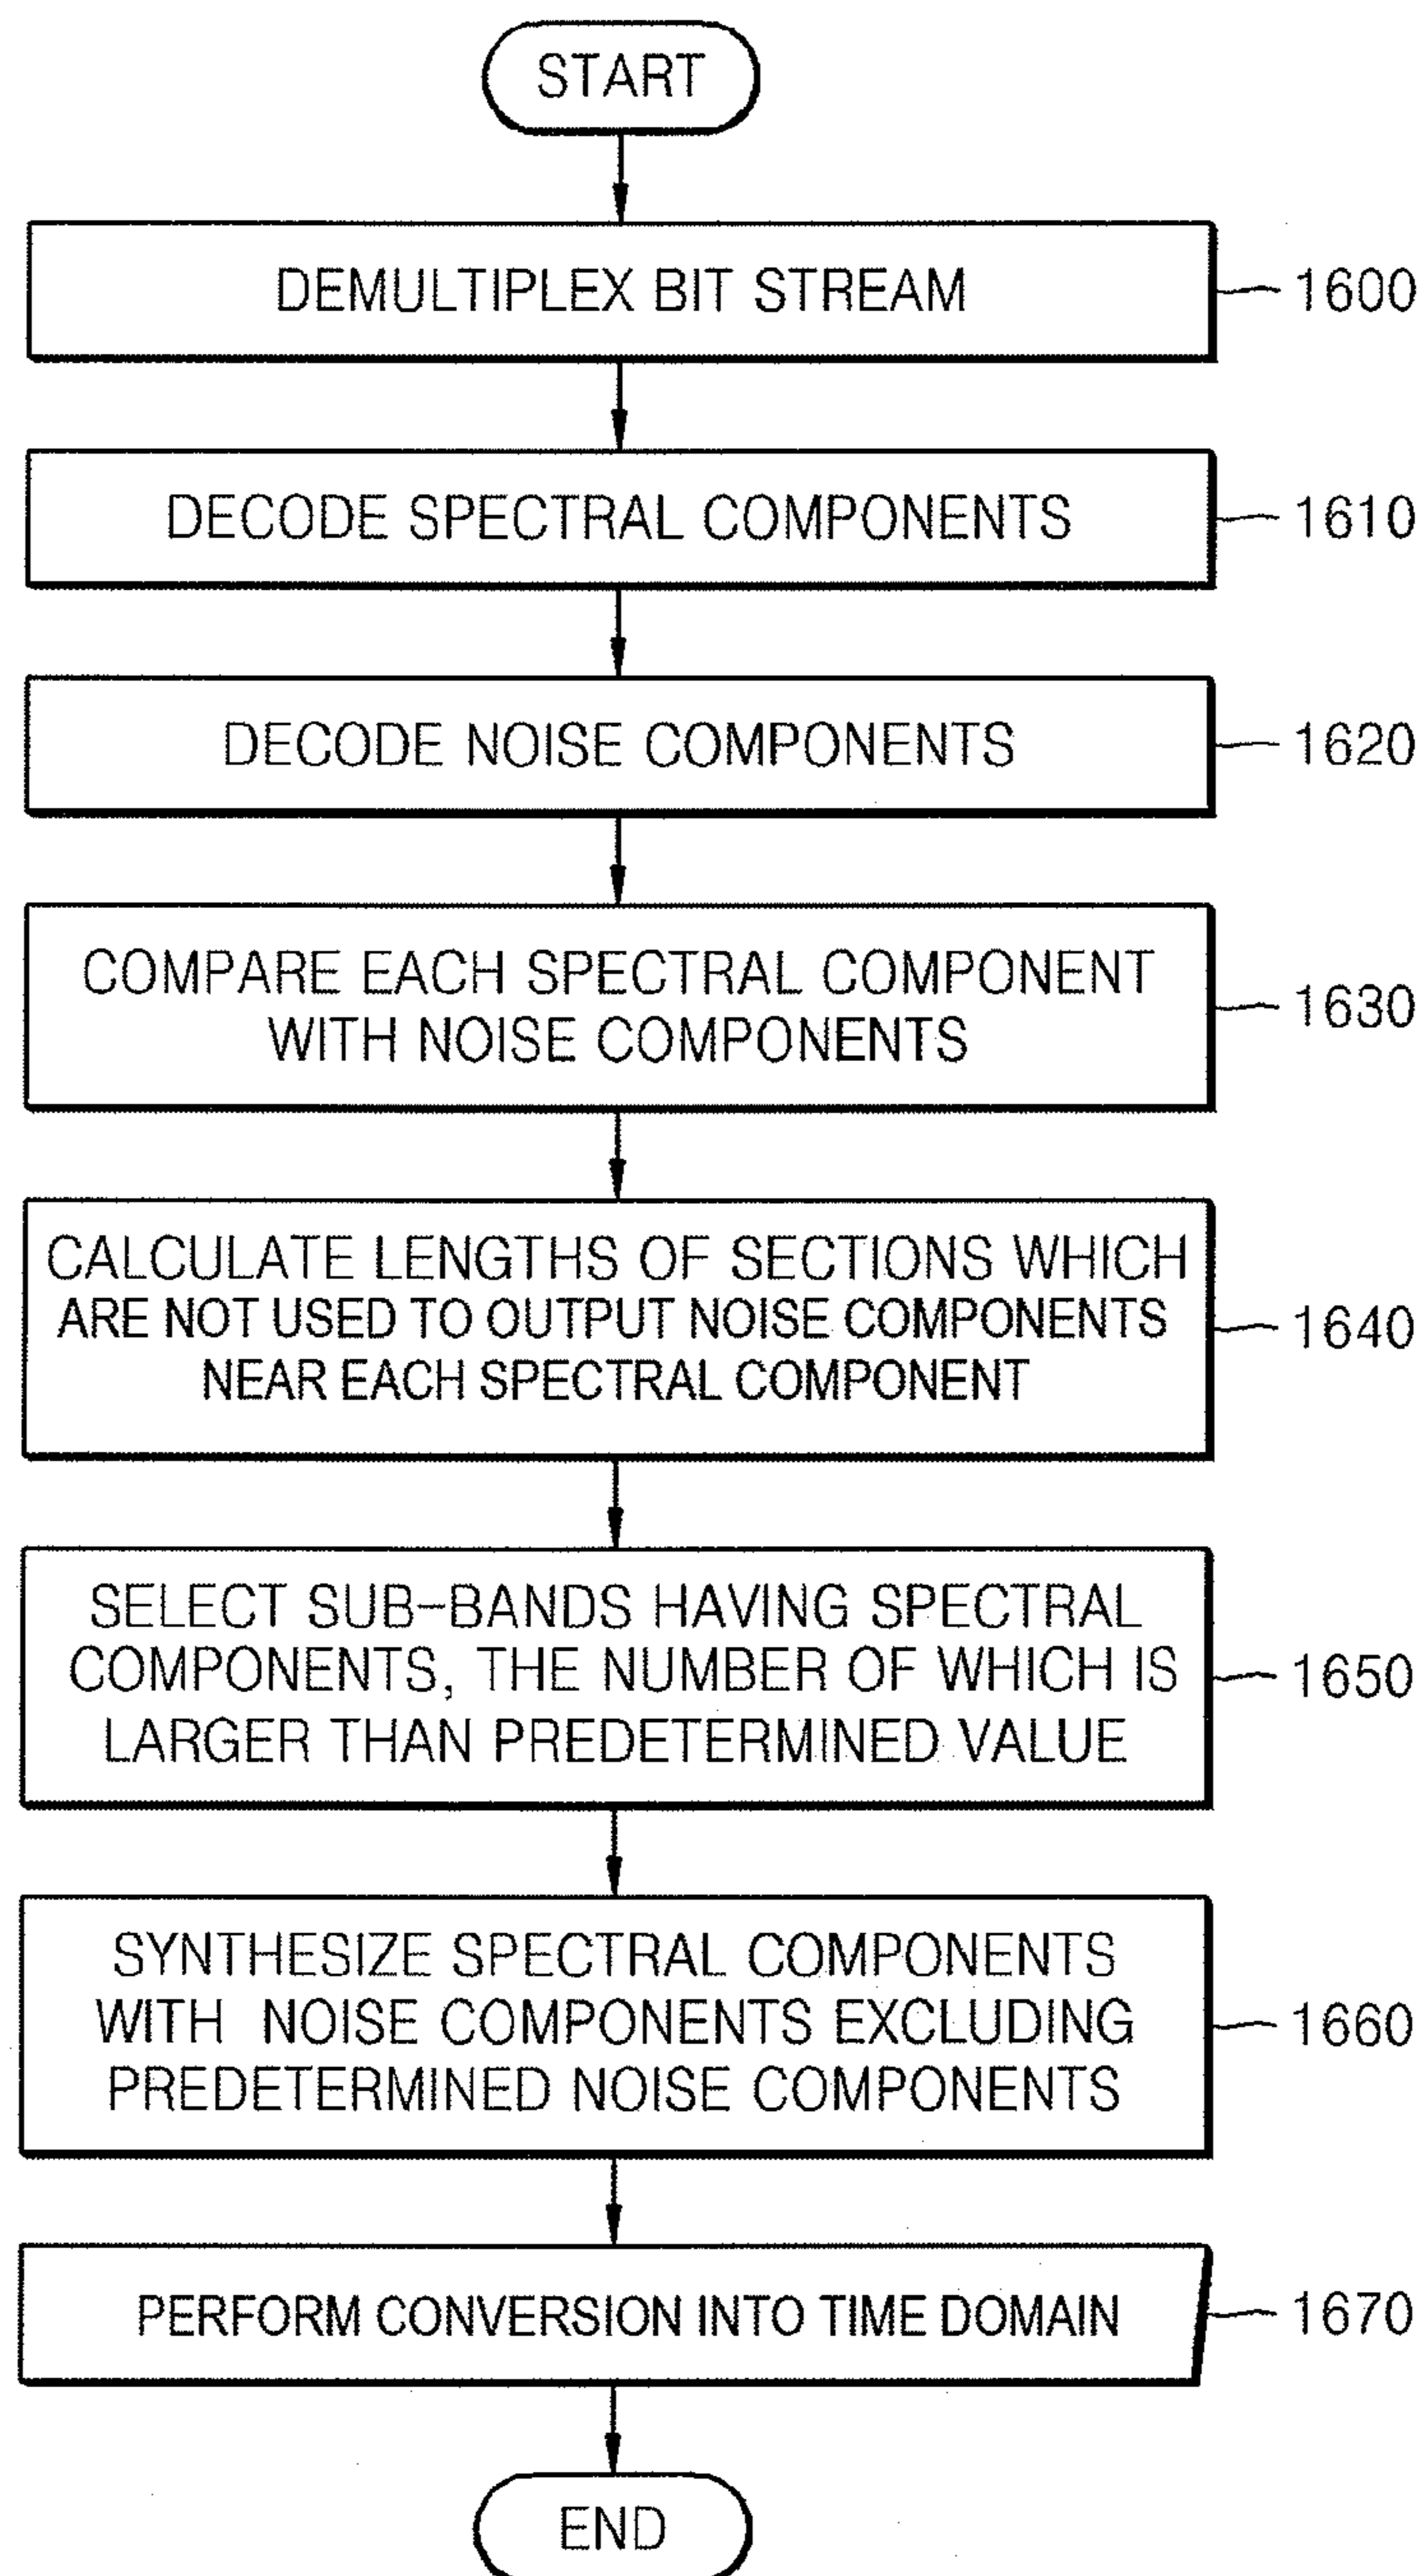 START
DEMULTIPLEX BIT STREAM
1600
DECODE SPECTRAL COMPONENTS
1610
DECODE NOISE COMPONENTS
1620
COMPARE EACH SPECTRAL COMPONENT
WITH NOISE COMPONENTS
1630
CALCULATE LENGTHS OF SECTIONS WHICH
ARE NOT USED TO OUTPUT NOISE COMPONENTS
NEAR EACH SPECTRAL COMPONENT
1640
SELECT SUB-BANDS HAVING SPECTRAL
COMPONENTS, THE NUMBER OF WHICH IS
LARGER THAN PREDETERMINED VALUE
1650
SYNTHESIZE SPECTRAL COMPONENTS
WITH NOISE COMPONENTS EXCLUDING
PREDETERMINED NOISE COMPONENTS
1660
PERFORM CONVERSION INTO TIME DOMAIN
1670
END